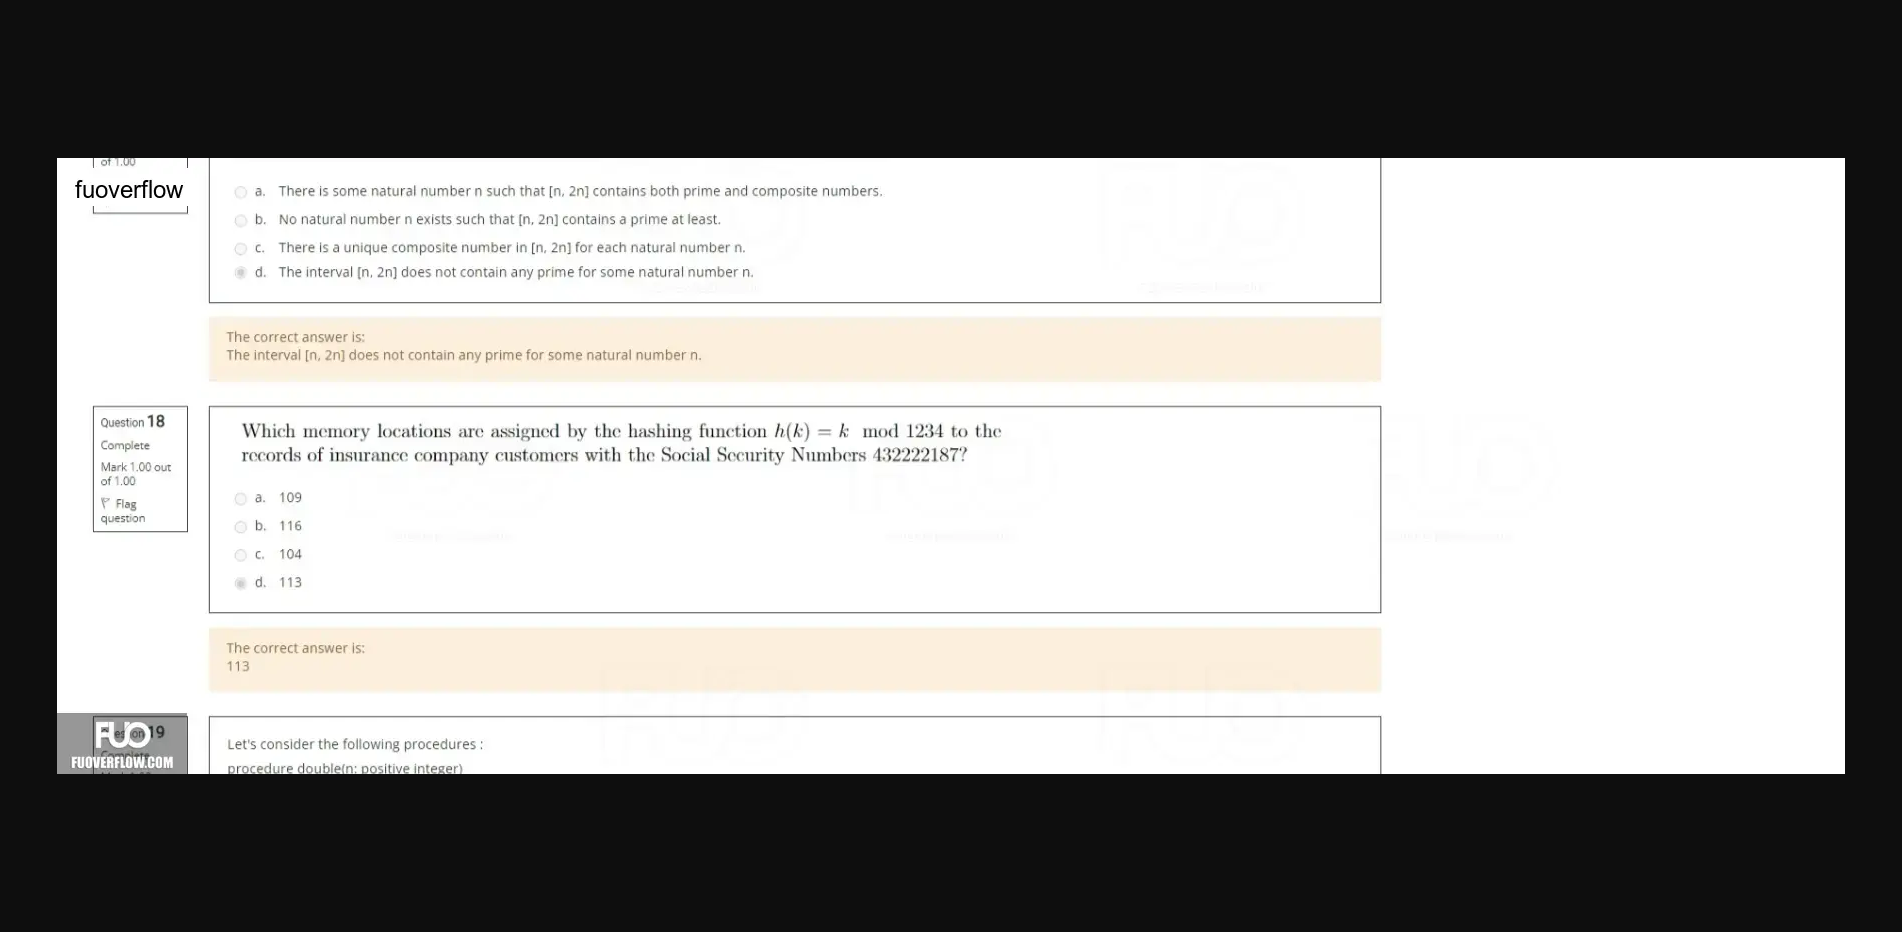 of 1.00
fuoverflow
a. There is some natural number n such that [n, 2n] contains both prime and composite numbers.
b. No natural number n exists such that [n, 2n] contains a prime at least.
c. There is a unique composite number in [n, 2n] for each natural number n.
d. The interval [n, 2n] does not contain any prime for some natural number n.
The correct answer is:
The interval [n, 2n] does not contain any prime for some natural number n.
Question 18
Complete
Mark 1.00 out
of 1.00
Flag
question
Which memory locations are assigned by the hashing function h(k) = k mod 1234 to the
records of insurance company customers with the Social Security Numbers 432222187?
a. 109
b. 116
c. 104
d. 113
The correct answer is:
113
Question 19
Complete
FUO
FUOVERFLOW.COM
Let's consider the following procedures :
procedure double(n: positive integer)